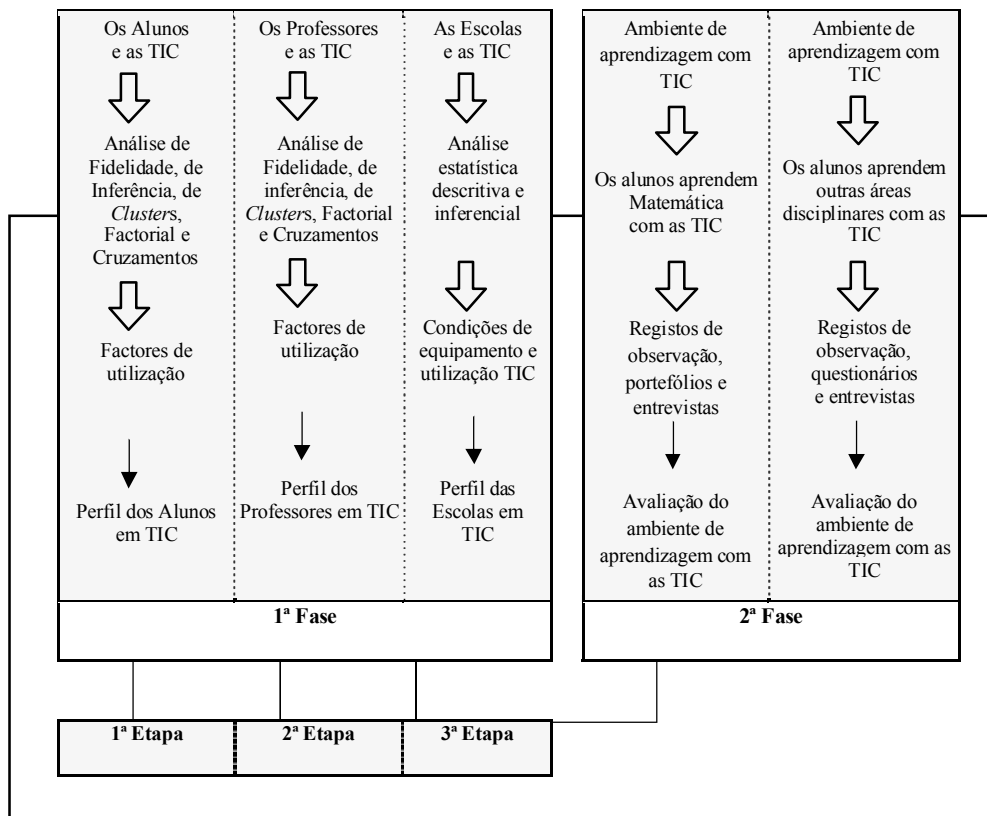 Os Alunos
e as TIC
Análise de
Fidelidade, de
Inferência, de
Clusters,
Factorial e
Cruzamentos
Factores de
utilização
Perfil dos Alunos
em TIC
Os Professores
e as TIC
Análise de
Fidelidade, de
inferência, de
Clusters, Factorial
e Cruzamentos
Factores de
utilização
Perfil dos
Professores em TIC
As Escolas
e as TIC
Análise
estatística
descritiva e
inferencial
Condições de
equipamento e
utilização TIC
Perfil das
Escolas em
TIC
1ª Fase
Ambiente de
aprendizagem com
TIC
Os alunos aprendem
Matemática
com as TIC
Registos de
observação,
portefólios e
entrevistas
Avaliação do
ambiente de
aprendizagem com
as TIC
Ambiente de
aprendizagem com
TIC
Os alunos aprendem
outras áreas
disciplinares com as
TIC
Registos de
observação,
questionários
e entrevistas
Avaliação do
ambiente de
aprendizagem com as
TIC
2ª Fase
1ª Etapa
2ª Etapa
3ª Etapa